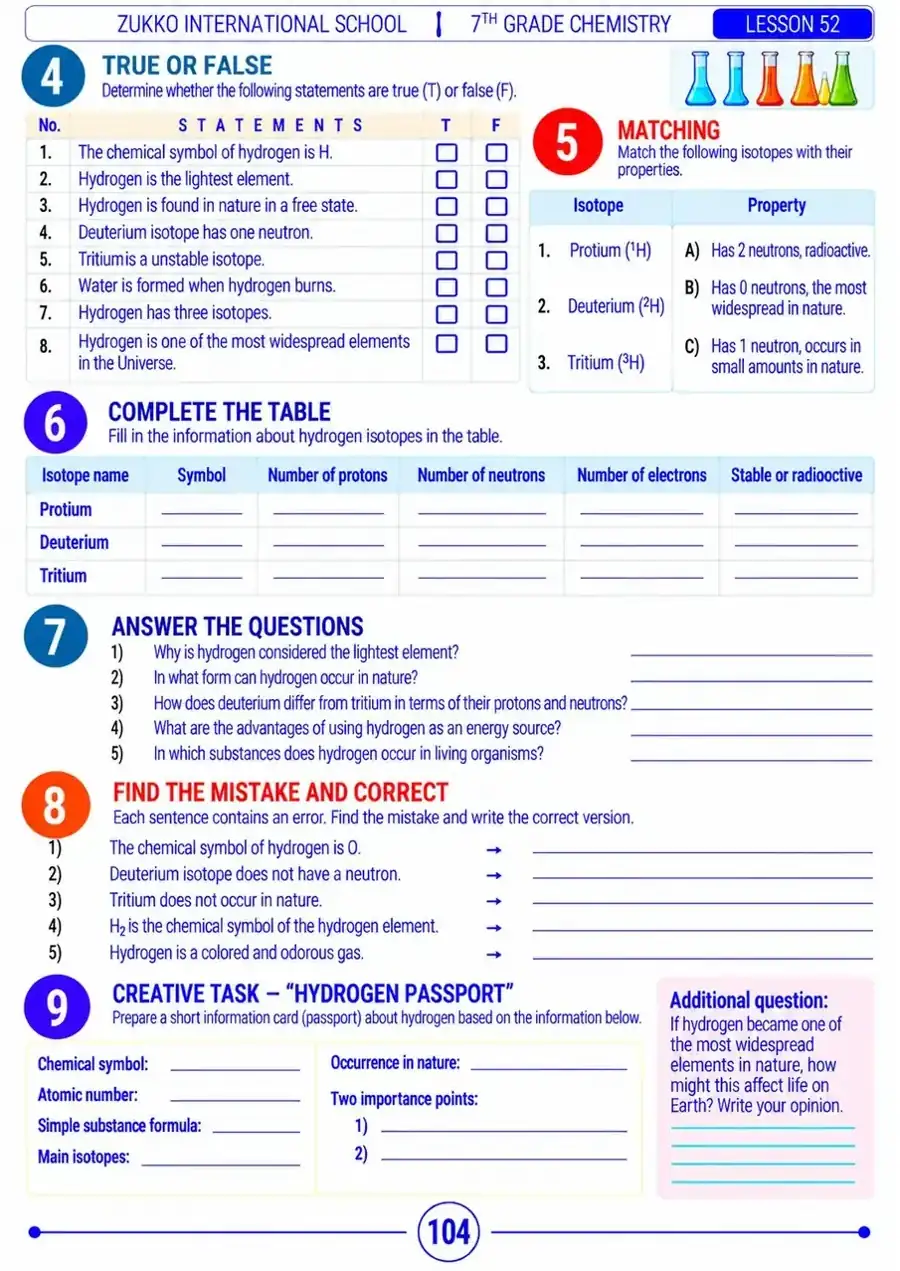 ZUKKO INTERNATIONAL SCHOOL 7TH GRADE CHEMISTRY LESSON 52
4 TRUE OR FALSE
Determine whether the following statements are true (T) or false (F).
No. STATEMENTS T F
1. The chemical symbol of hydrogen is H.
2. Hydrogen is the lightest element.
3. Hydrogen is found in nature in a free state.
4. Deuterium isotope has one neutron.
5. Tritium is a unstable isotope.
6. Water is formed when hydrogen burns.
7. Hydrogen has three isotopes.
8. Hydrogen is one of the most widespread elements
in the Universe.
5 MATCHING
Match the following isotopes with their
properties.
Isotope Property
1. Protium (¹H) A) Has 2 neutrons, radioactive.
2. Deuterium (²H) B) Has 0 neutrons, the most
widespread in nature.
3. Tritium (³H) C) Has 1 neutron, occurs in
small amounts in nature.
6 COMPLETE THE TABLE
Fill in the information about hydrogen isotopes in the table.
Isotope name Symbol Number of protons Number of neutrons Number of electrons Stable or radiooctive
Protium
Deuterium
Tritium
7 ANSWER THE QUESTIONS
1) Why is hydrogen considered the lightest element?
2) In what form can hydrogen occur in nature?
3) How does deuterium differ from tritium in terms of their protons and neutrons?
4) What are the advantages of using hydrogen as an energy source?
5) In which substances does hydrogen occur in living organisms?
8 FIND THE MISTAKE AND CORRECT
Each sentence contains an error. Find the mistake and write the correct version.
1) The chemical symbol of hydrogen is O. →
2) Deuterium isotope does not have a neutron. →
3) Tritium does not occur in nature. →
4) H₂ is the chemical symbol of the hydrogen element. →
5) Hydrogen is a colored and odorous gas. →
9 CREATIVE TASK – “HYDROGEN PASSPORT”
Prepare a short information card (passport) about hydrogen based on the information below.
Chemical symbol:
Atomic number:
Simple substance formula:
Main isotopes:
Occurrence in nature:
Two importance points:
1)
2)
Additional question:
If hydrogen became one of
the most widespread
elements in nature, how
might this affect life on
Earth? Write your opinion.
104